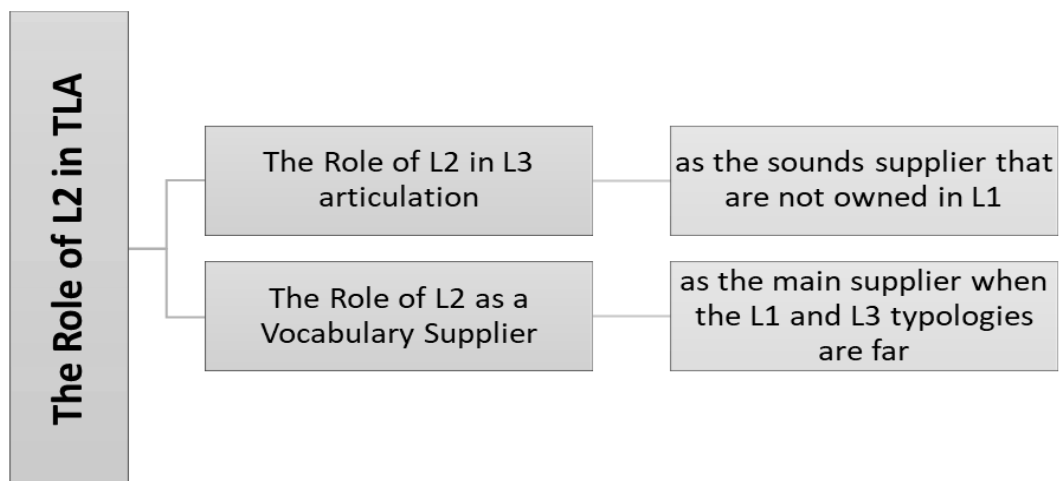 The Role of L2 in TLA
The Role of L2 in L3
articulation
as the sounds supplier that
are not owned in L1
The Role of L2 as a
Vocabulary Supplier
as the main supplier when
the L1 and L3 typologies
are far